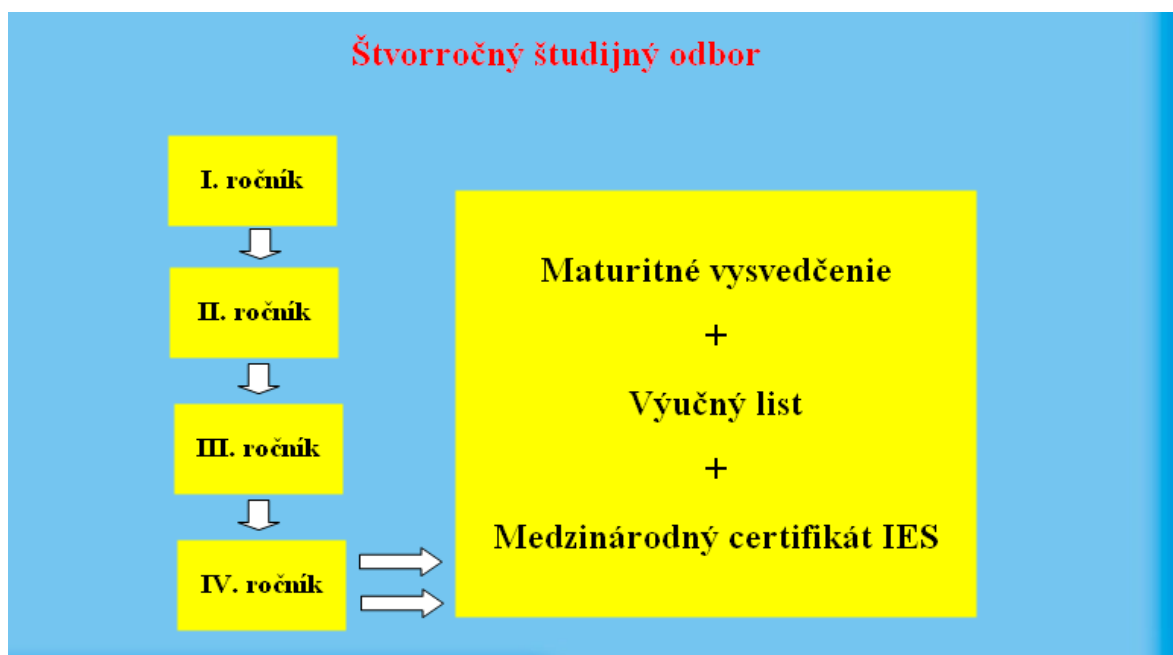 Štvorročný študijný odbor
I. ročník
II. ročník
III. ročník
IV. ročník
Maturitné vysvedčenie
+
Výučný list
+
Medzinárodný certifikát IES